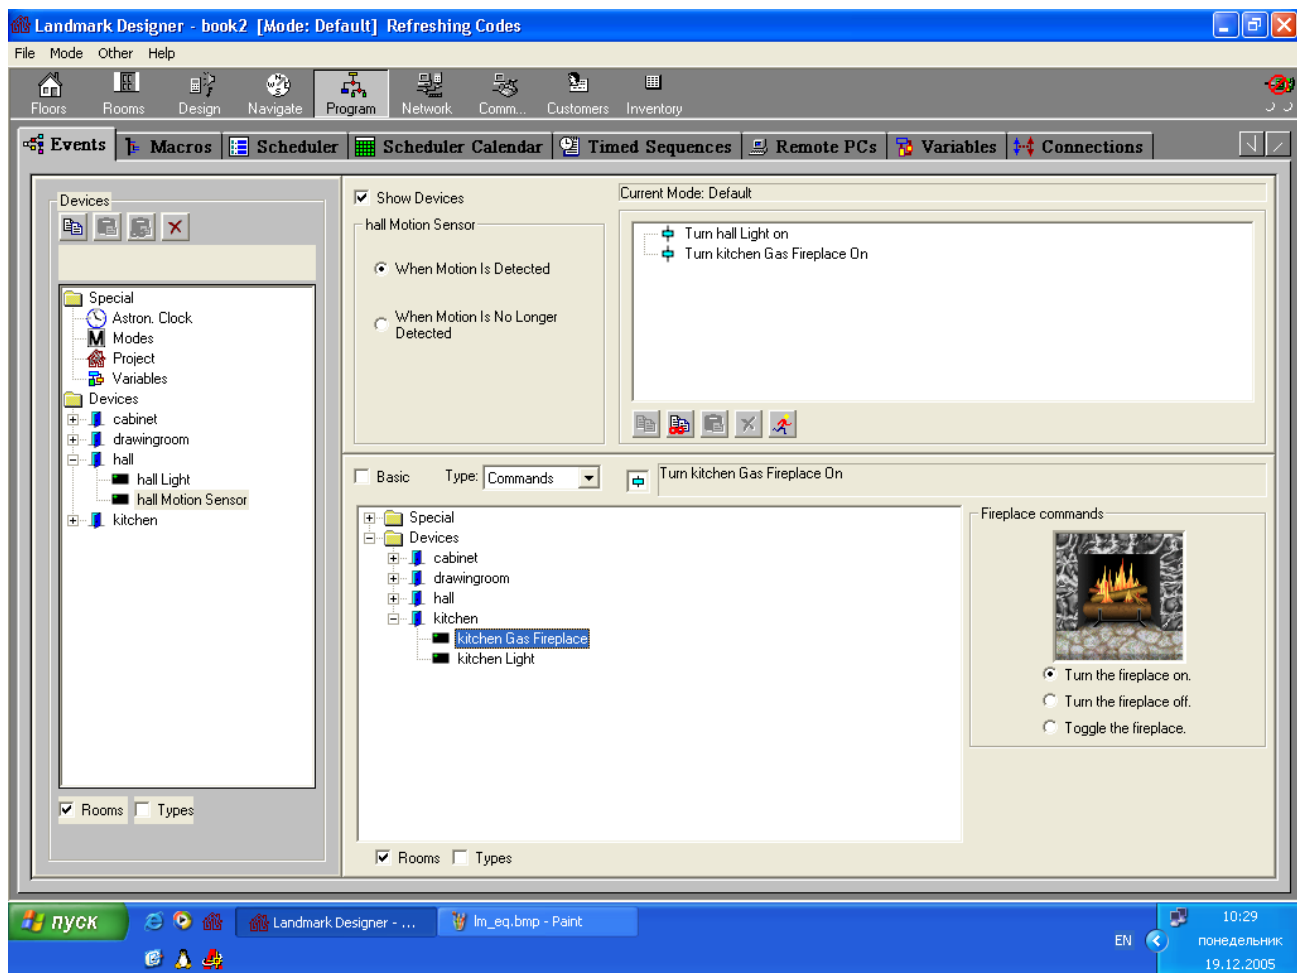 Landmark Designer - book2 [Mode: Default] Refreshing Codes
File Mode Other Help
Floors Rooms Design Navigate Program Network Comm... Customers Inventory
Events Macros Scheduler Scheduler Calendar Timed Sequences Remote PCs Variables Connections
Devices
Special
Astron. Clock
M Modes
Project
Variables
Devices
cabinet
drawingroom
hall
hall Light
hall Motion Sensor
kitchen
Rooms Types
Show Devices
hall Motion Sensor
When Motion Is Detected
When Motion Is No Longer
Detected
Current Mode: Default
Turn hall Light on
Turn kitchen Gas Fireplace On
Basic Type: Commands Turn kitchen Gas Fireplace On
Special
Devices
cabinet
drawingroom
hall
kitchen
kitchen Gas Fireplace
kitchen Light
Rooms Types
Fireplace commands
Turn the fireplace on.
Turn the fireplace off.
Toggle the fireplace.
пуск Landmark Designer - ... lm_eq.bmp - Paint EN 10:29
понедельник
19.12.2005